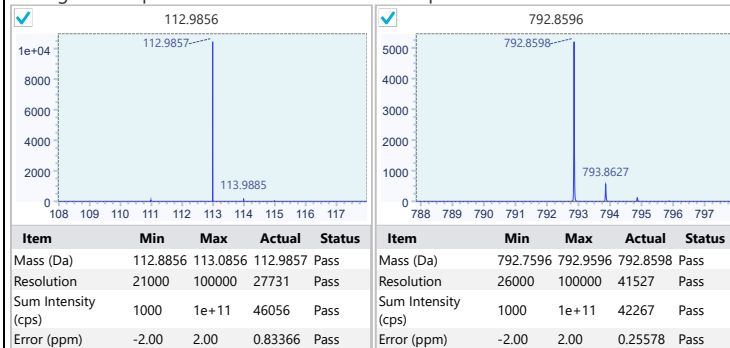 112.9856
1e+04
8000
6000
4000
2000
0
112.9857
113.9885
108 109 110 111 112 113 114 115 116 117
Item Min Max Actual Status
Mass (Da) 112.8856 113.0856 112.9857 Pass
Resolution 21000 100000 27731 Pass
Sum Intensity
(cps) 1000 1e+11 46056 Pass
Error (ppm) -2.00 2.00 0.83366 Pass
792.8596
5000
4000
3000
2000
1000
0
792.8598
793.8627
788 789 790 791 792 793 794 795 796 797
Item Min Max Actual Status
Mass (Da) 792.7596 792.9596 792.8598 Pass
Resolution 26000 100000 41527 Pass
Sum Intensity
(cps) 1000 1e+11 42267 Pass
Error (ppm) -2.00 2.00 0.25578 Pass